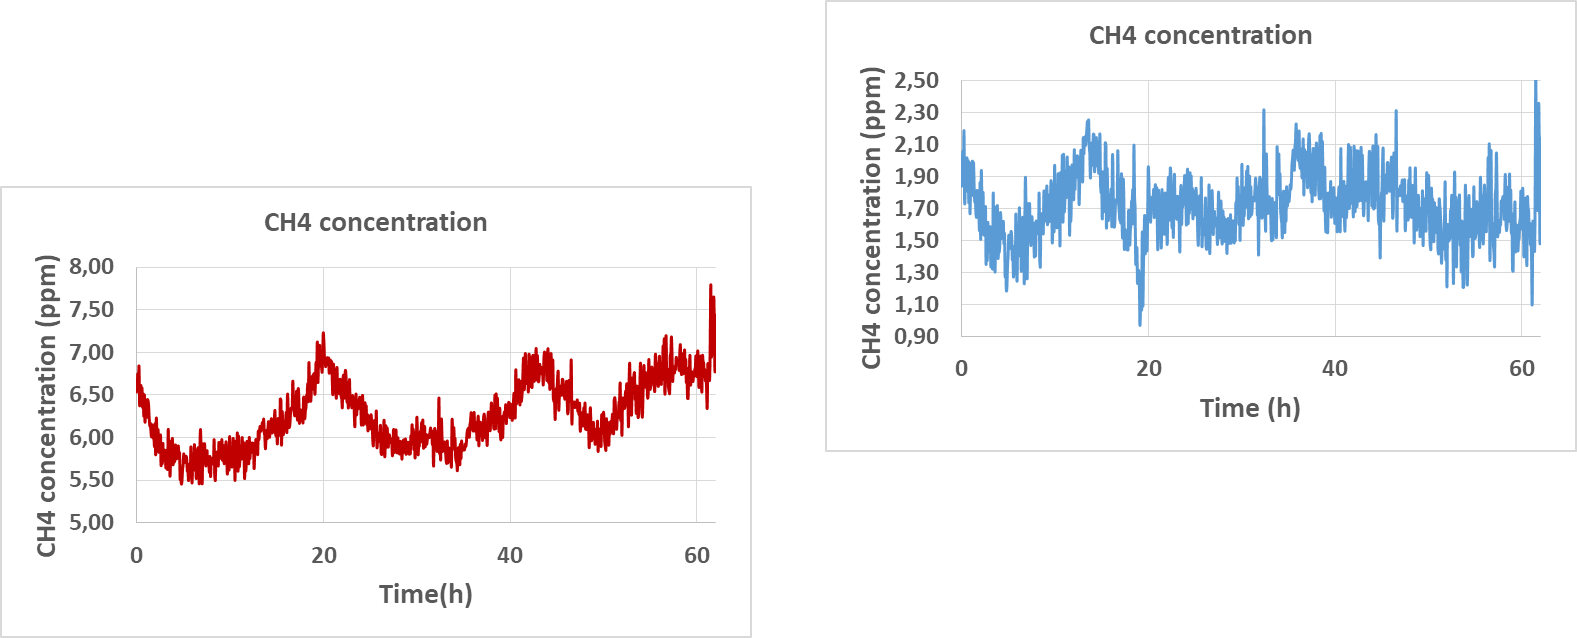 CH4 concentration
CH4 concentration (ppm)
8,00
7,50
7,00
6,50
6,00
5,50
5,00
0 20 40 60
Time(h)
CH4 concentration
CH4 concentration (ppm)
2,50
2,30
2,10
1,90
1,70
1,50
1,30
1,10
0,90
0 20 40 60
Time (h)